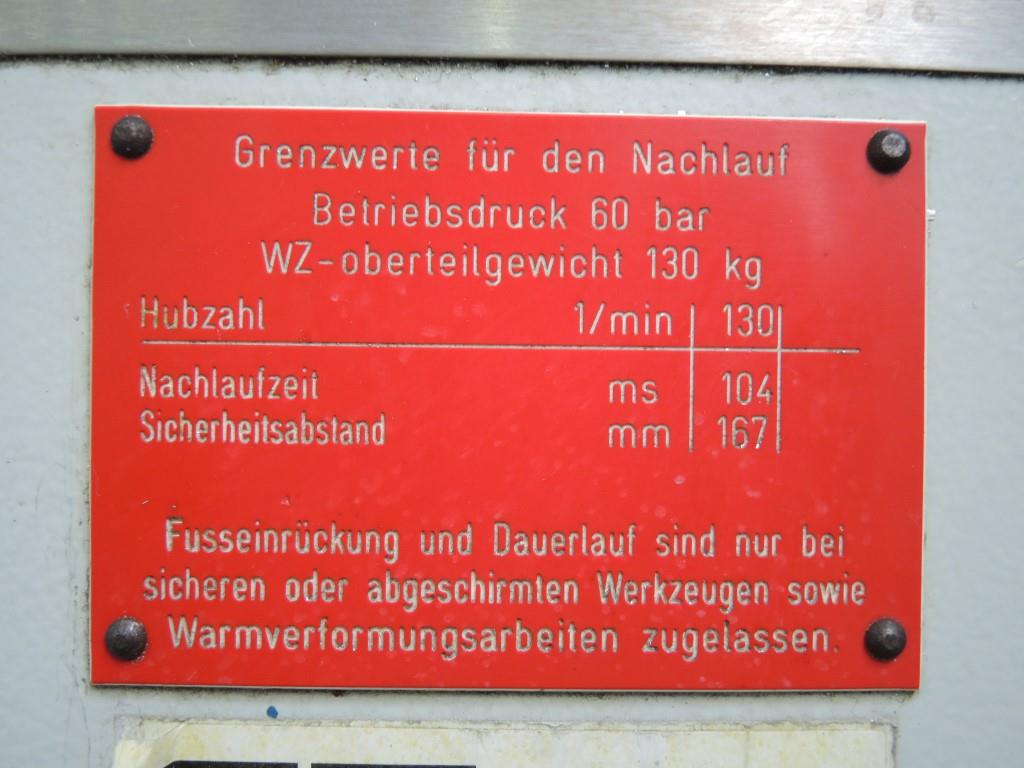 Grenzwerte für den Nachlauf
Betriebsdruck 60 bar
WZ-oberteilgewicht 130 kg
Hubzahl 1/min 130
Nachlaufzeit ms 104
Sicherheitsabstand mm 167
Fusseinrückung und Dauerlauf sind nur bei
sicheren oder abgeschirmten Werkzeugen sowie
Warmverformungsarbeiten zugelassen.